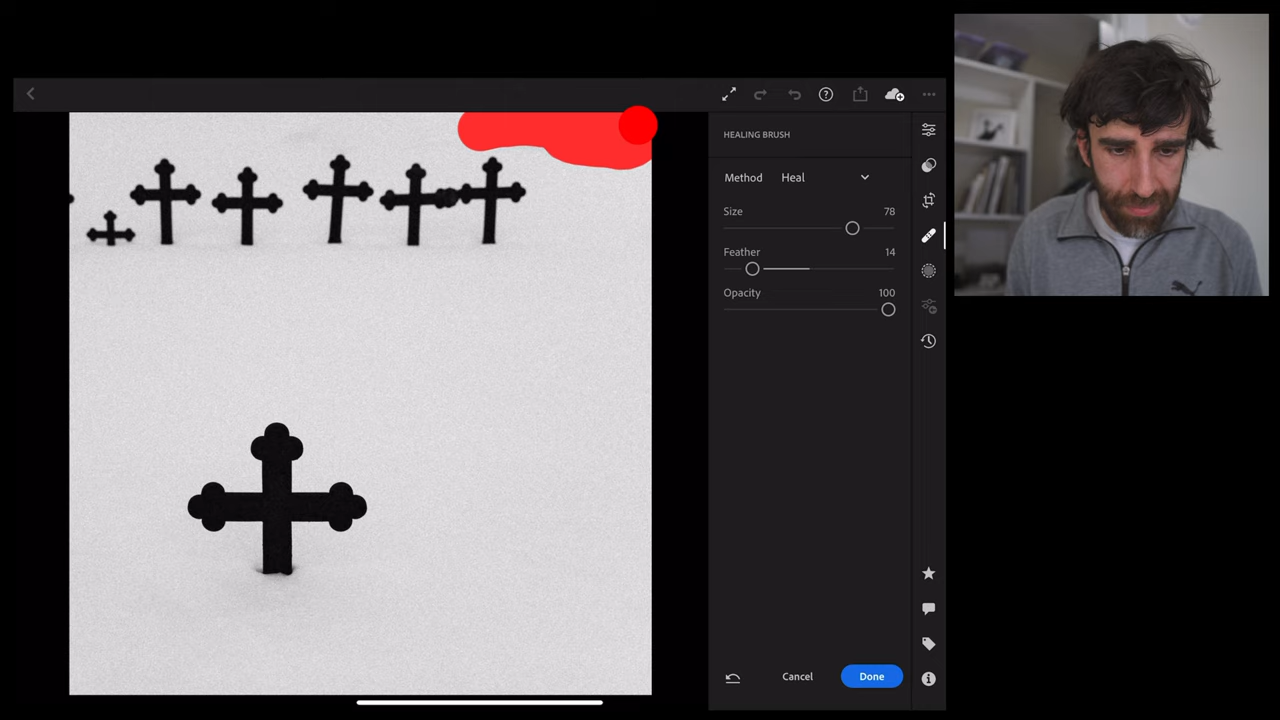 HEALING BRUSH
Method Heal
Size 78
Feather 14
Opacity 100
Cancel Done